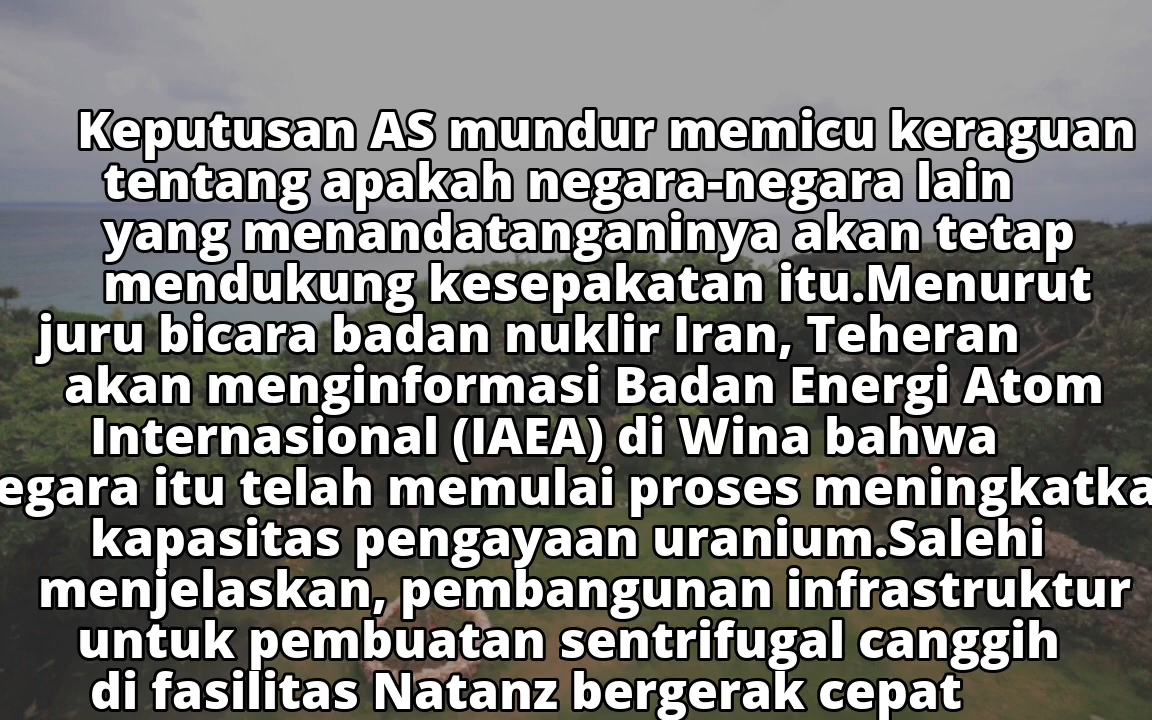 Keputusan AS mundur memicu keraguan
tentang apakah negara-negara lain
yang menandatanganinya akan tetap
mendukung kesepakatan itu.Menurut
juru bicara badan nuklir Iran, Teheran
akan menginformasi Badan Energi Atom
Internasional (IAEA) di Wina bahwa
egara itu telah memulai proses meningkatka
kapasitas pengayaan uranium.Salehi
menjelaskan, pembangunan infrastruktur
untuk pembuatan sentrifugal canggih
di fasilitas Natanz bergerak cepat